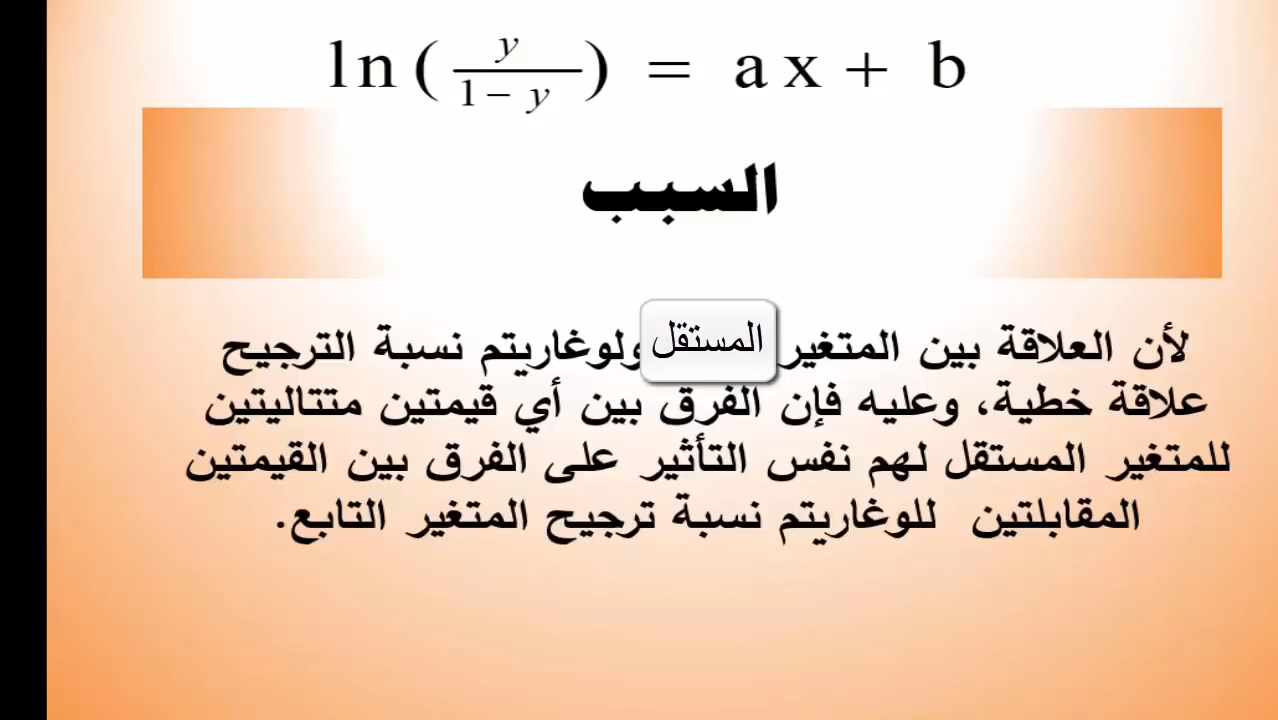 ln ( y / 1 − y ) = a x + b
السبب
لأن العلاقة بين المتغير المستقل ولوغاريتم نسبة الترجيح
علاقة خطية، وعليه فإن الفرق بين أي قيمتين متتاليتين
للمتغير المستقل لهم نفس التأثير على الفرق بين القيمتين
المقابلتين للوغاريتم نسبة ترجيح المتغير التابع.